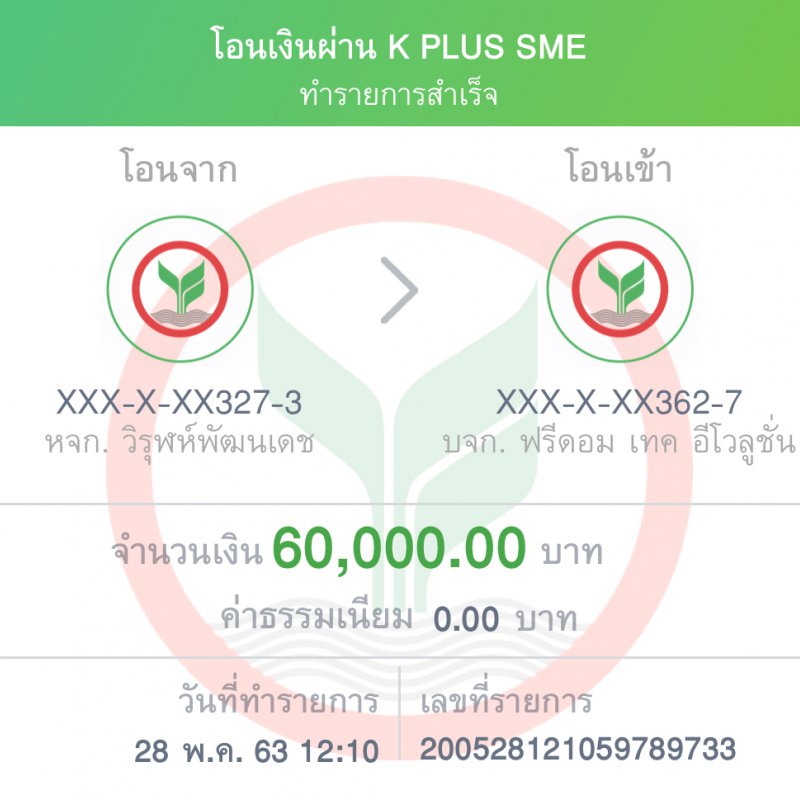 โอนเงินผ่าน K PLUS SME
ทำรายการสำเร็จ
โอนจาก
โอนเข้า
XXX-X-XX327-3
XXX-X-XX362-7
หจก. วิรุฬห์พัฒนเดช
บจก. ฟรีดอม เทค อีโวลูชั่น
จำนวนเงิน 60,000.00 บาท
ค่าธรรมเนียม 0.00 บาท
วันที่ทำรายการ
เลขที่รายการ
28 พ.ค. 63 12:10
200528121059789733